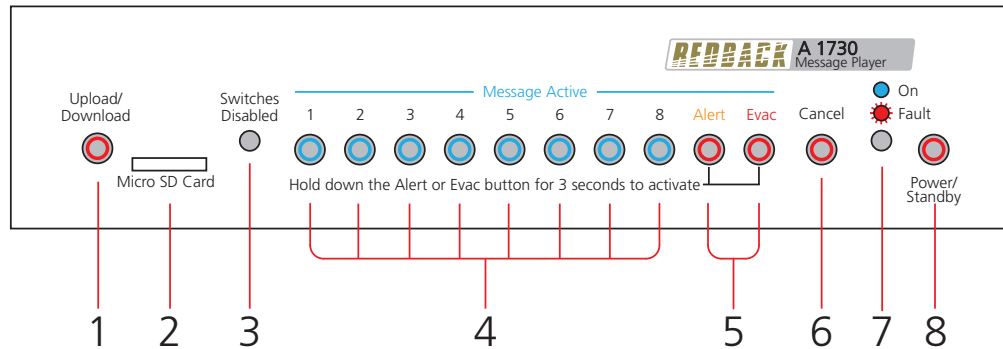 REDBACK A 1730
Message Player
Upload/
Download
Switches
Disabled
Message Active
1 2 3 4 5 6 7 8 Alert Evac
Cancel
On
Fault
Micro SD Card
Hold down the Alert or Evac button for 3 seconds to activate
Power/
Standby
1 2 3 4 5 6 7 8